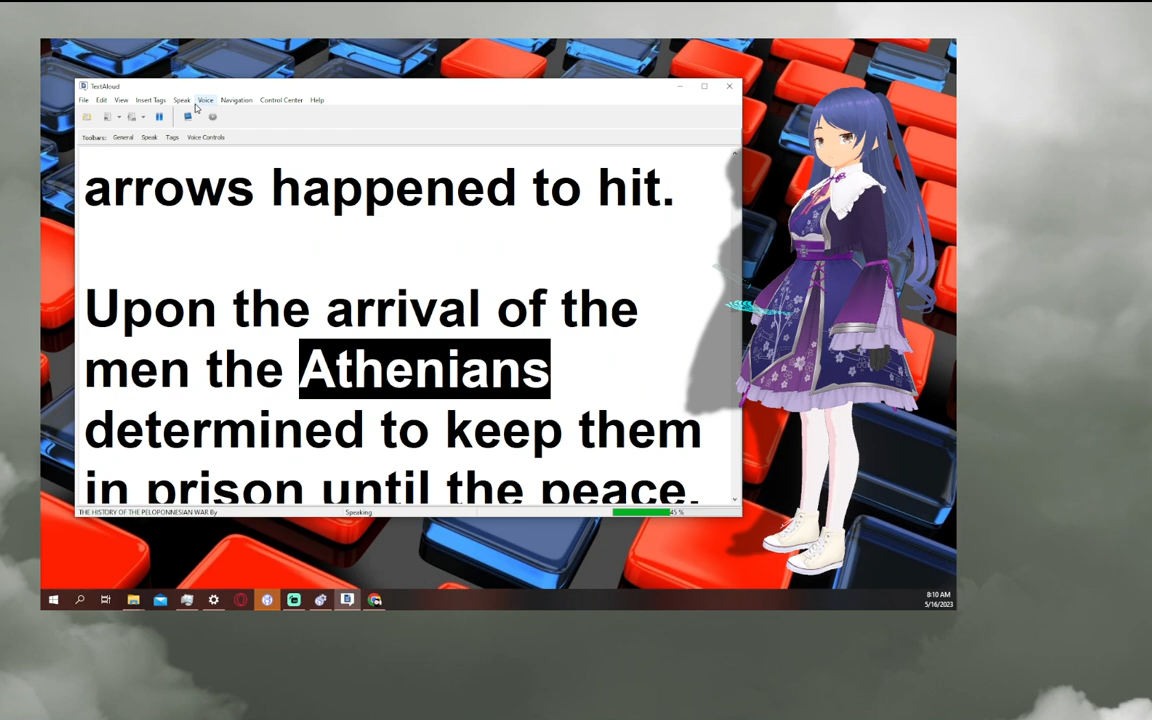 TextAloud
File Edit View Insert Tags Speak Voice Navigation Control Center Help
Toolbars: General Speak Tags Voice Controls
arrows happened to hit.
Upon the arrival of the
men the Athenians
determined to keep them
in prison until the peace,
THE HISTORY OF THE PELOPONNESIAN WAR By Speaking 45 %
8:10 AM
5/16/2023